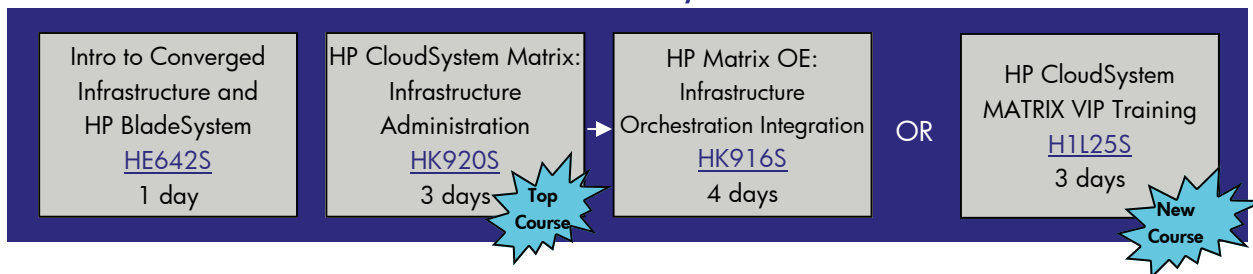 Intro to Converged
Infrastructure and
HP BladeSystem
HE642S
1 day
HP CloudSystem Matrix:
Infrastructure
Administration
HK920S
3 days
Top
Course
HP Matrix OE:
Infrastructure
Orchestration Integration
HK916S
4 days
OR
HP CloudSystem
MATRIX VIP Training
H1L25S
3 days
New
Course